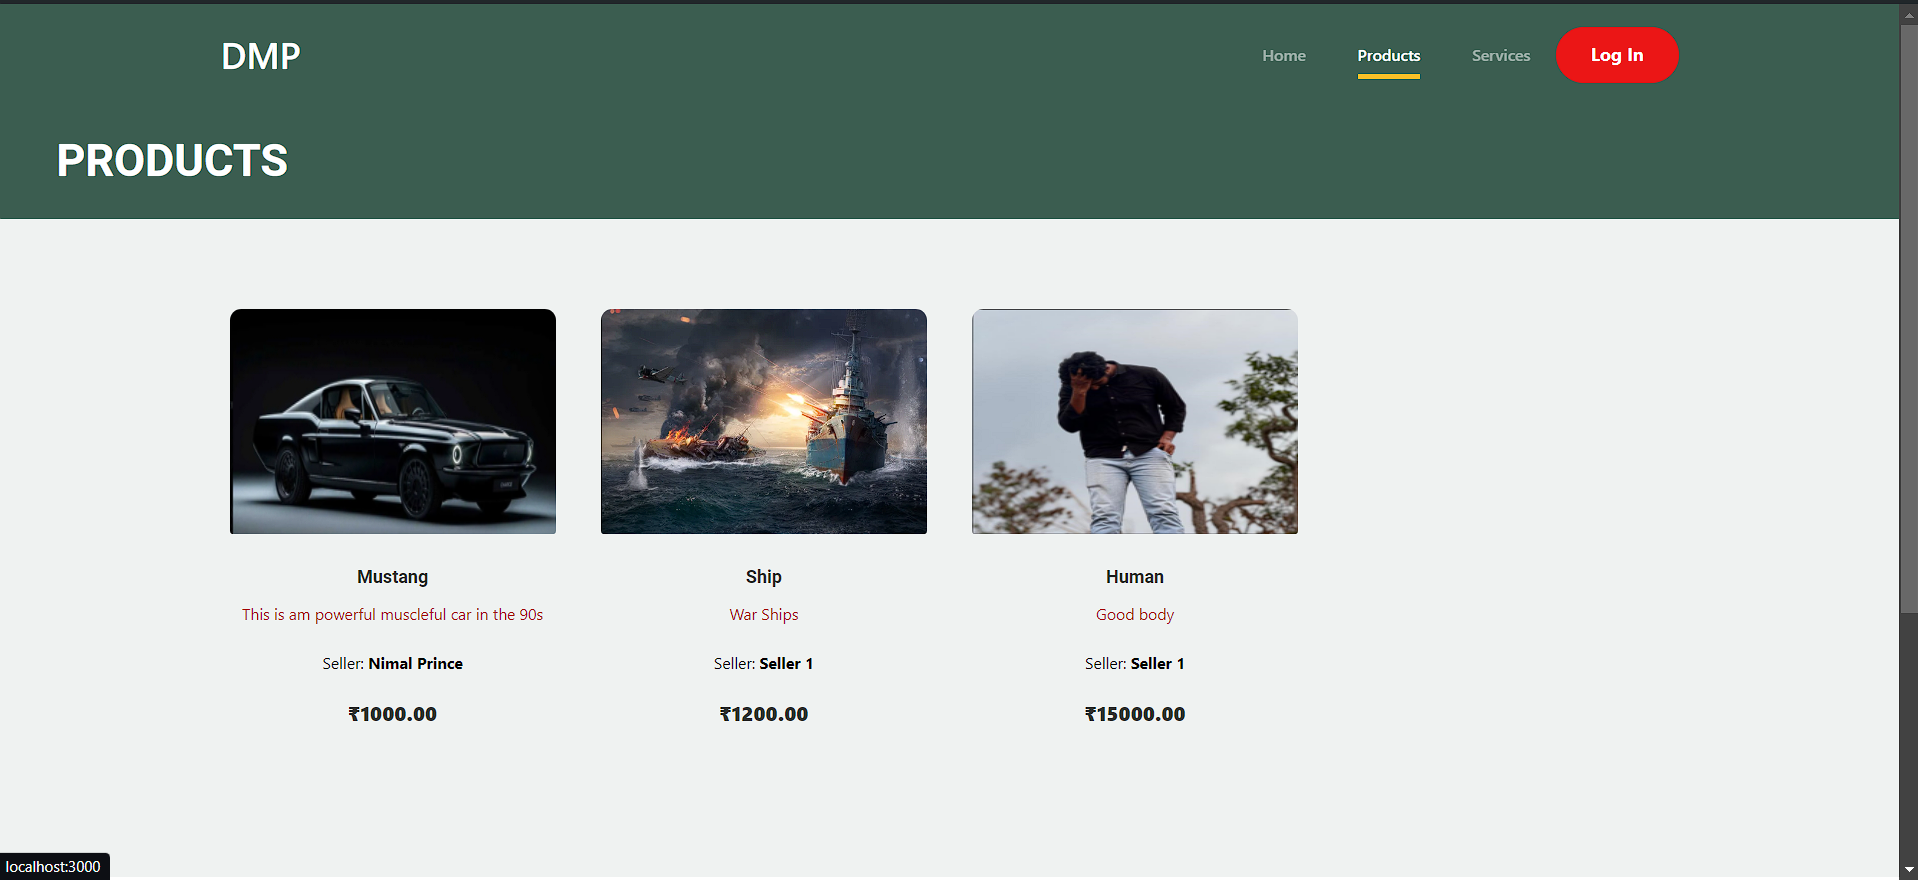 DMP
Home Products Services Log In
PRODUCTS
Mustang
This is am powerful muscleful car in the 90s
Seller: Nimal Prince
₹1000.00
Ship
War Ships
Seller: Seller 1
₹1200.00
Human
Good body
Seller: Seller 1
₹15000.00
localhost:3000